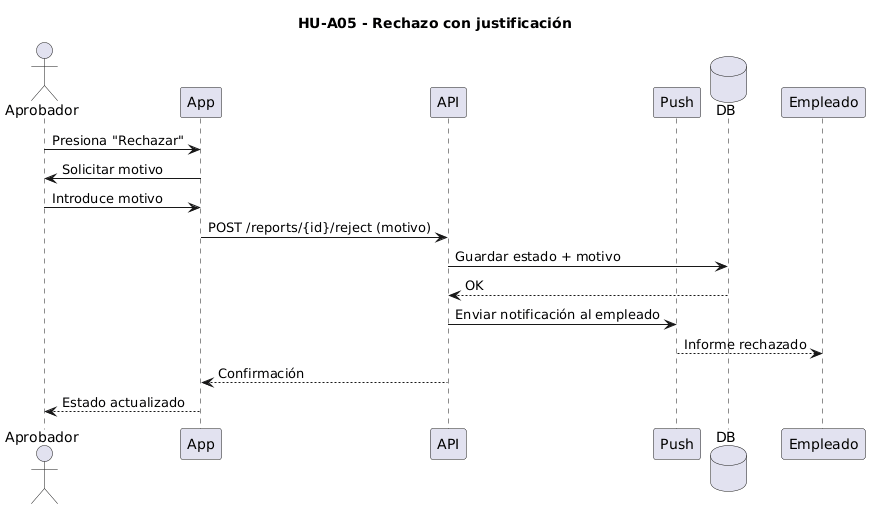 HU-A05 - Rechazo con justificación
Aprobador
App
API
Push
DB
Empleado
Presiona "Rechazar"
Solicitar motivo
Introduce motivo
POST /reports/{id}/reject (motivo)
Guardar estado + motivo
OK
Enviar notificación al empleado
Informe rechazado
Confirmación
Estado actualizado
Aprobador
App
API
Push
DB
Empleado